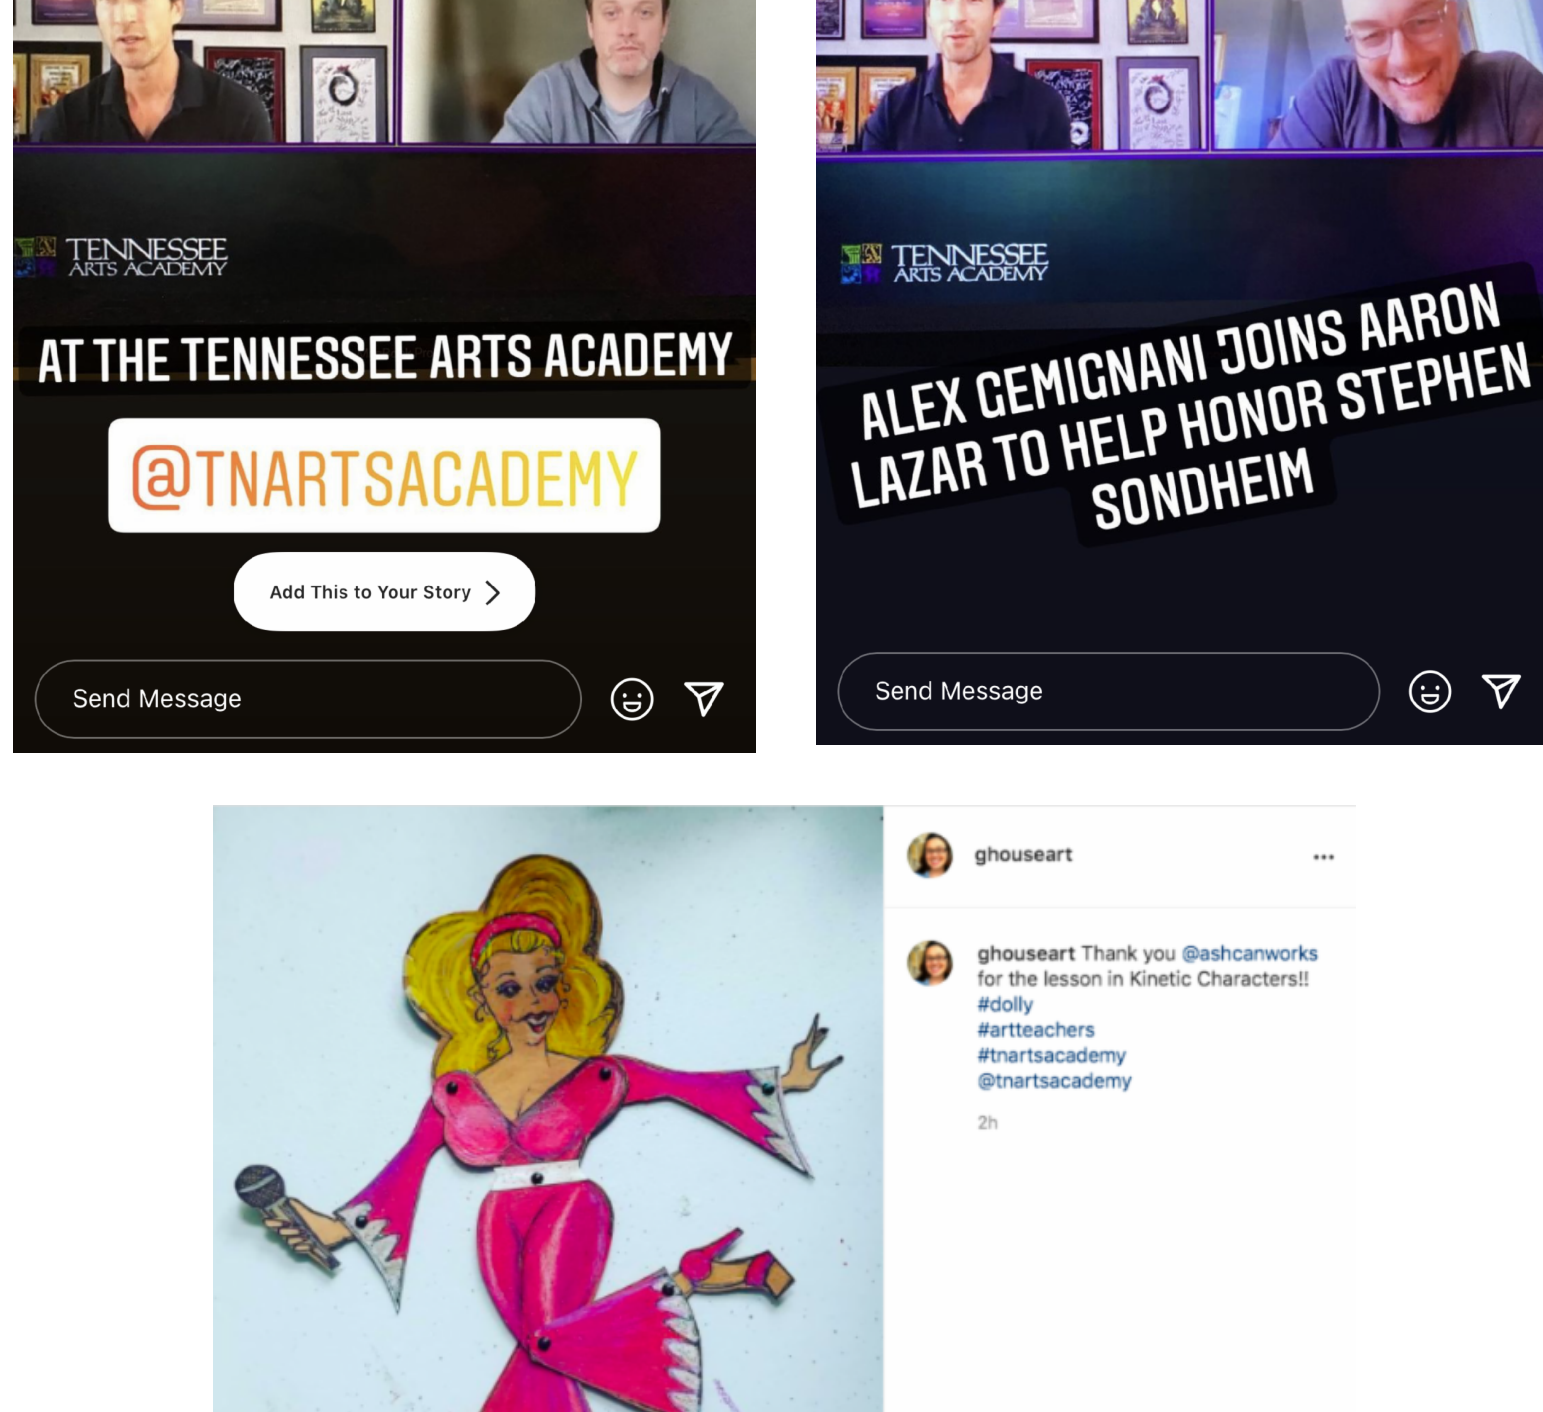 TENNESSEE
ARTS ACADEMY
AT THE TENNESSEE ARTS ACADEMY
@TNARTSACADEMY
Add This to Your Story
Send Message
TENNESSEE
ARTS ACADEMY
ALEX GEMIGNANI JOINS AARON
LAZAR TO HELP HONOR STEPHEN
SONDHEIM
Send Message
ghouseart
ghouseart Thank you @ashcanworks
for the lesson in Kinetic Characters!!
#dolly
#artteachers
#tnartsacademy
@tnartsacademy
2h